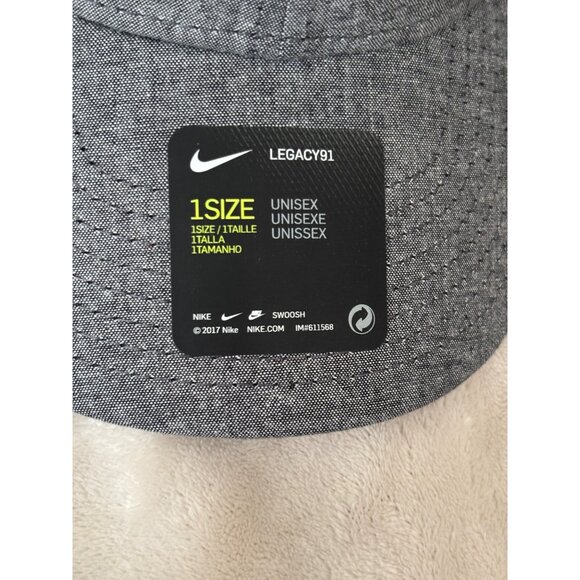 LEGACY91
1SIZE
1SIZE / 1TAILLE
1TALLA
1TAMANHO
UNISEX
UNISEXE
UNISSEX
NIKE SWOOSH
© 2017 Nike NIKE.COM IM#611568